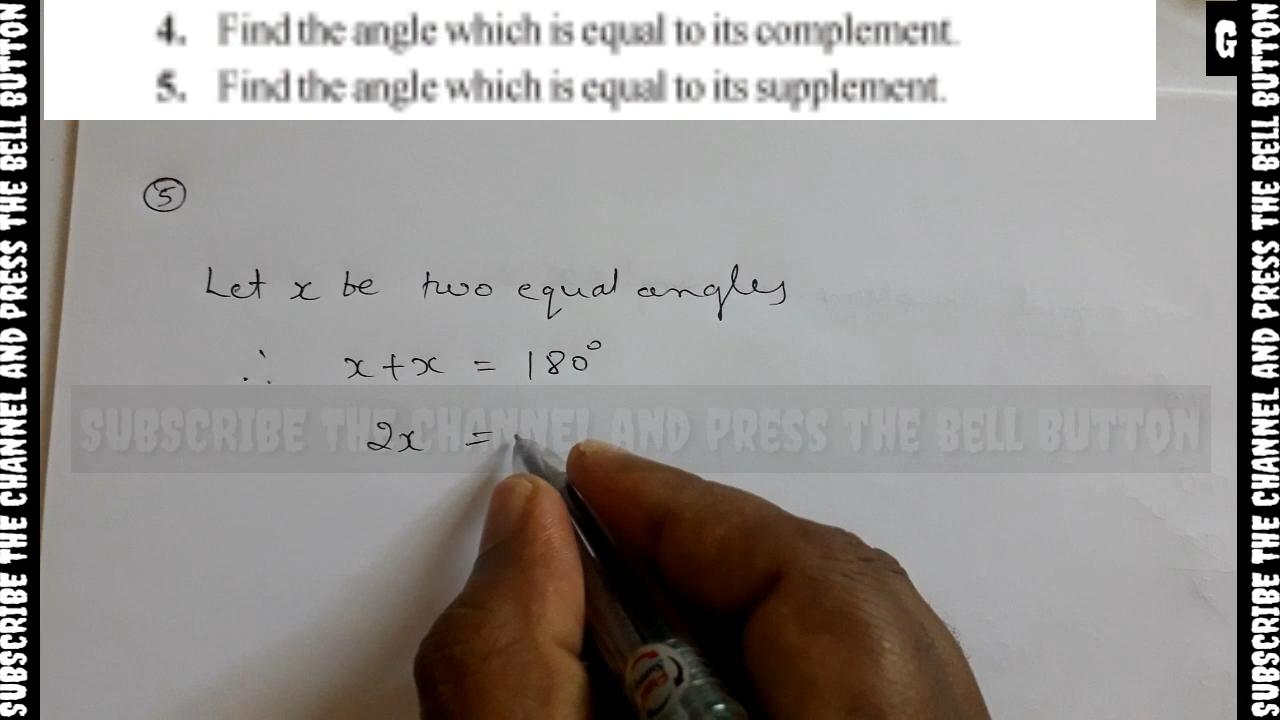 4. Find the angle which is equal to its complement.
5. Find the angle which is equal to its supplement.
G
5
Let x be two equal angles
∴ x+x = 180°
2x =
SUBSCRIBE THE CHANNEL AND PRESS THE BELL BUTTON
SUBSCRIBE THE CHANNEL AND PRESS THE BELL BUTTON
SUBSCRIBE THE CHANNEL AND PRESS THE BELL BUTTON